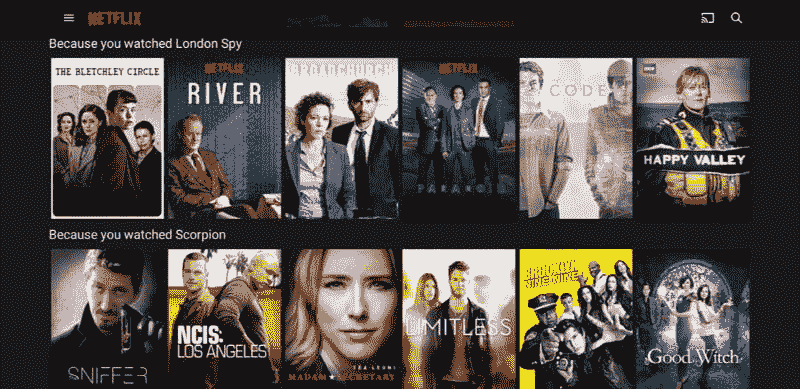 NETFLIX
Because you watched London Spy
THE BLETCHLEY CIRCLE
NETFLIX
RIVER
BROADCHURCH
NETFLIX
PARANOID
CODE
HAPPY VALLEY
Because you watched Scorpion
SNIFFER
NCIS:
LOS ANGELES
TÉA LEONI
MADAM SECRETARY
LIMITLESS
BROOKLYN
NINE-NINE
Good Witch